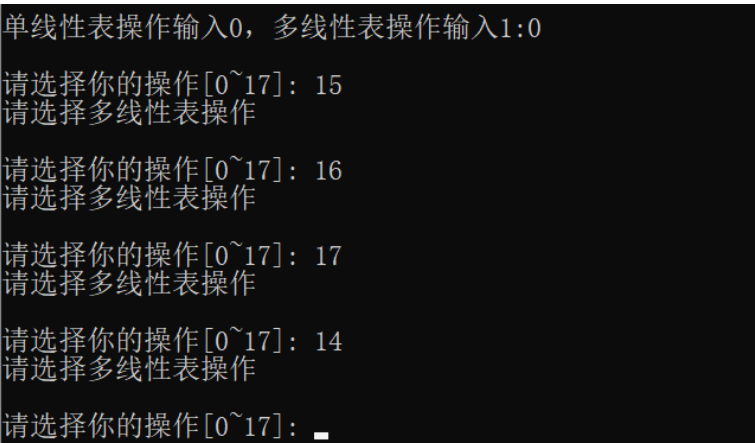 单线性表操作输入0，多线性表操作输入1:0
请选择你的操作[0~17]: 15
请选择多线性表操作
请选择你的操作[0~17]: 16
请选择多线性表操作
请选择你的操作[0~17]: 17
请选择多线性表操作
请选择你的操作[0~17]: 14
请选择多线性表操作
请选择你的操作[0~17]: